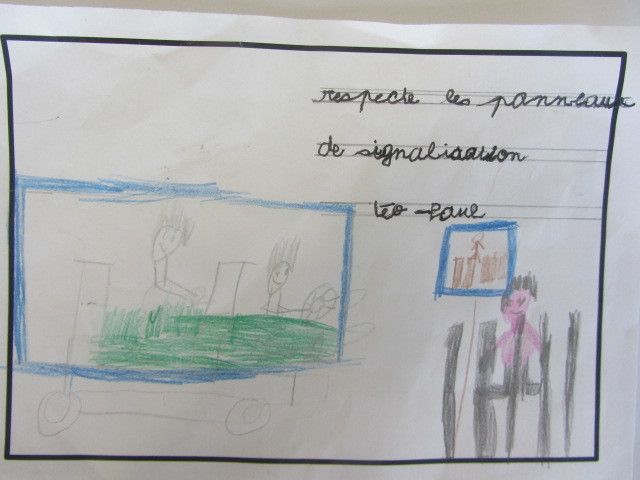 respecte les panneaux
de signalisation
Léo-Paul